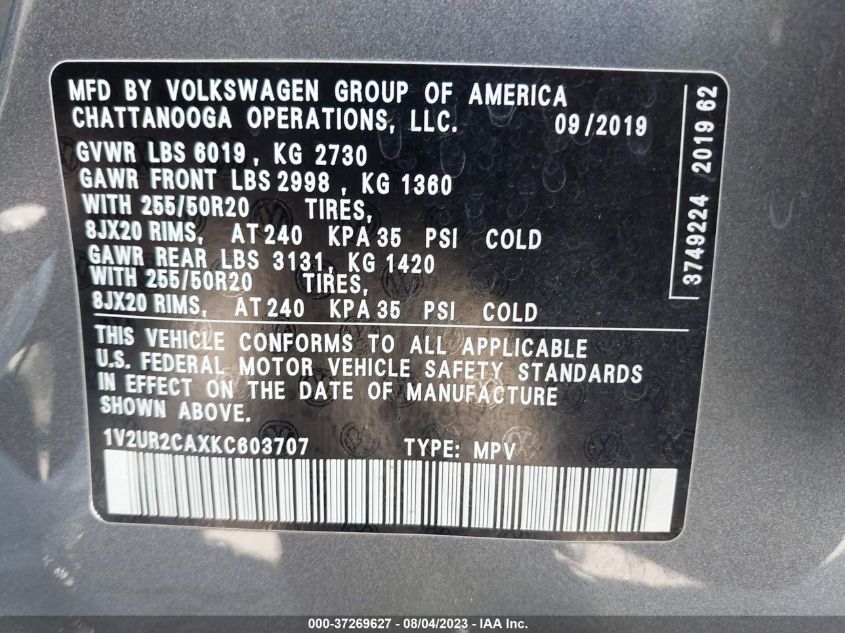 MFD BY VOLKSWAGEN GROUP OF AMERICA
CHATTANOOGA OPERATIONS, LLC. 09/2019
GVWR LBS 6019, KG 2730
GAWR FRONT LBS 2998, KG 1360
WITH 255/50R20 TIRES,
8JX20 RIMS, AT 240 KPA 35 PSI COLD
GAWR REAR LBS 3131, KG 1420
WITH 255/50R20 TIRES,
8JX20 RIMS, AT 240 KPA 35 PSI COLD
THIS VEHICLE CONFORMS TO ALL APPLICABLE
U.S. FEDERAL MOTOR VEHICLE SAFETY STANDARDS
IN EFFECT ON THE DATE OF MANUFACTURE
SHOWN ABOVE.
1V2UR2CAXKC603707 TYPE: MPV
3749224 2019 62
000-37269627 - 08/04/2023 - IAA Inc.